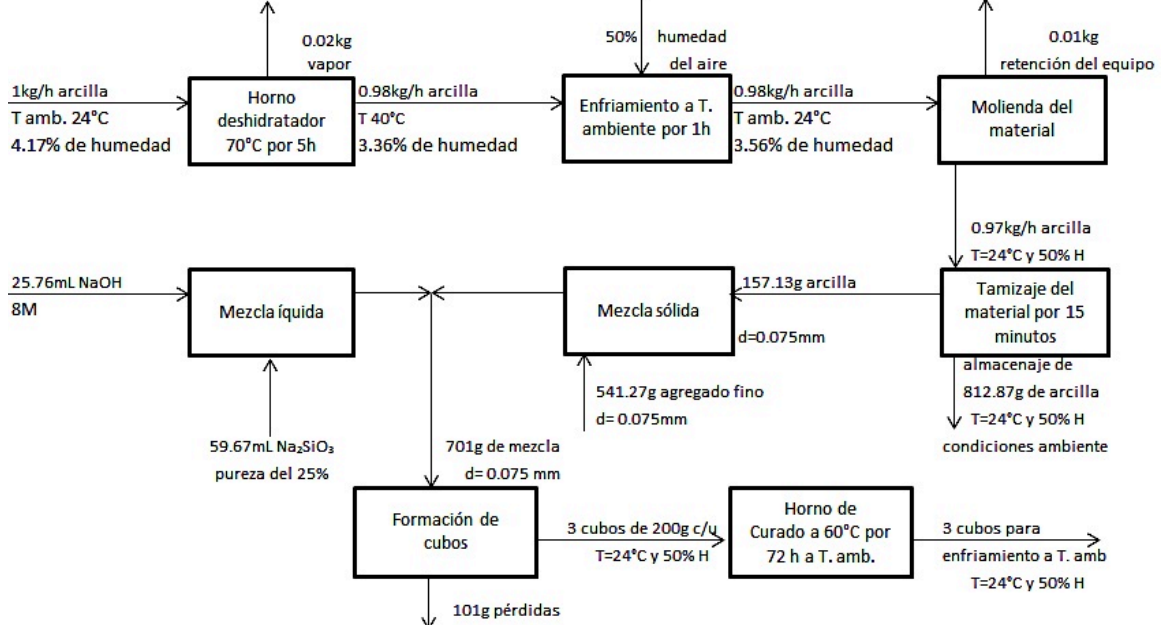 0.02kg
vapor
50% humedad
del aire
0.01kg
retención del equipo
1kg/h arcilla
T amb. 24°C
4.17% de humedad
Horno
deshidratador
70°C por 5h
0.98kg/h arcilla
T 40°C
3.36% de humedad
Enfriamiento a T.
ambiente por 1h
0.98kg/h arcilla
T amb. 24°C
3.56% de humedad
Molienda del
material
0.97kg/h arcilla
T=24°C y 50% H
25.76mL NaOH
8M
Mezcla íquida
Mezcla sólida
157.13g arcilla
d=0.075mm
Tamizaje del
material por 15
minutos
almacenaje de
812.87g de arcilla
T=24°C y 50% H
condiciones ambiente
541.27g agregado fino
d= 0.075mm
59.67mL Na₂SiO₃
pureza del 25%
701g de mezcla
d= 0.075 mm
Formación de
cubos
3 cubos de 200g c/u
T=24°C y 50% H
Horno de
Curado a 60°C por
72 h a T. amb.
3 cubos para
enfriamiento a T. amb
T=24°C y 50% H
101g pérdidas